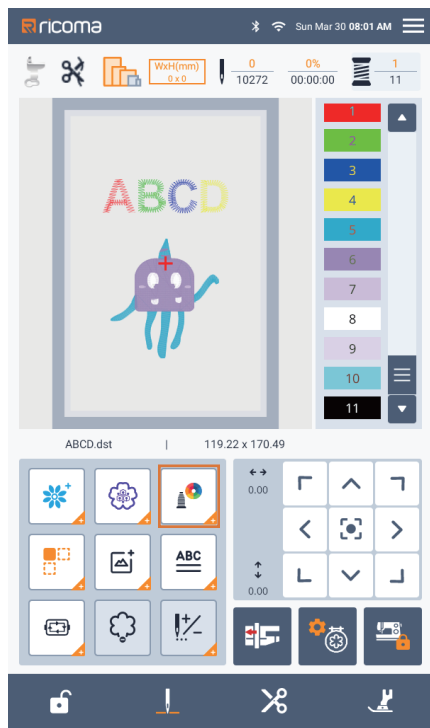 ricoma
Sun Mar 30 08:01 AM
WxH(mm)
0 x 0
0
10272
0%
00:00:00
1
11
ABCD
1
2
3
4
5
6
7
8
9
10
11
ABCD.dst | 119.22 x 170.49
0.00
ABC
0.00